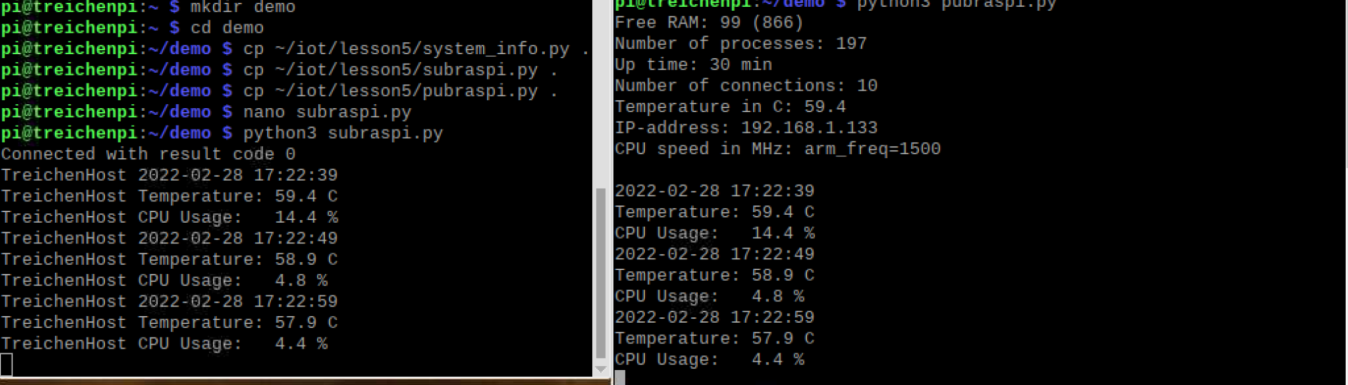 pi@treichenpi:~ $ mkdir demo
pi@treichenpi:~ $ cd demo
pi@treichenpi:~/demo $ cp ~/iot/lesson5/system_info.py .
pi@treichenpi:~/demo $ cp ~/iot/lesson5/subraspi.py .
pi@treichenpi:~/demo $ cp ~/iot/lesson5/pubraspi.py .
pi@treichenpi:~/demo $ nano subraspi.py
pi@treichenpi:~/demo $ python3 subraspi.py
Connected with result code 0
TreichenHost 2022-02-28 17:22:39
TreichenHost Temperature: 59.4 C
TreichenHost CPU Usage:   14.4 %
TreichenHost 2022-02-28 17:22:49
TreichenHost Temperature: 58.9 C
TreichenHost CPU Usage:   4.8 %
TreichenHost 2022-02-28 17:22:59
TreichenHost Temperature: 57.9 C
TreichenHost CPU Usage:   4.4 %
pi@treichenpi:~/demo $ python3 pubraspi.py
Free RAM: 99 (866)
Number of processes: 197
Up time: 30 min
Number of connections: 10
Temperature in C: 59.4
IP-address: 192.168.1.133
CPU speed in MHz: arm_freq=1500
2022-02-28 17:22:39
Temperature: 59.4 C
CPU Usage:   14.4 %
2022-02-28 17:22:49
Temperature: 58.9 C
CPU Usage:   4.8 %
2022-02-28 17:22:59
Temperature: 57.9 C
CPU Usage:   4.4 %